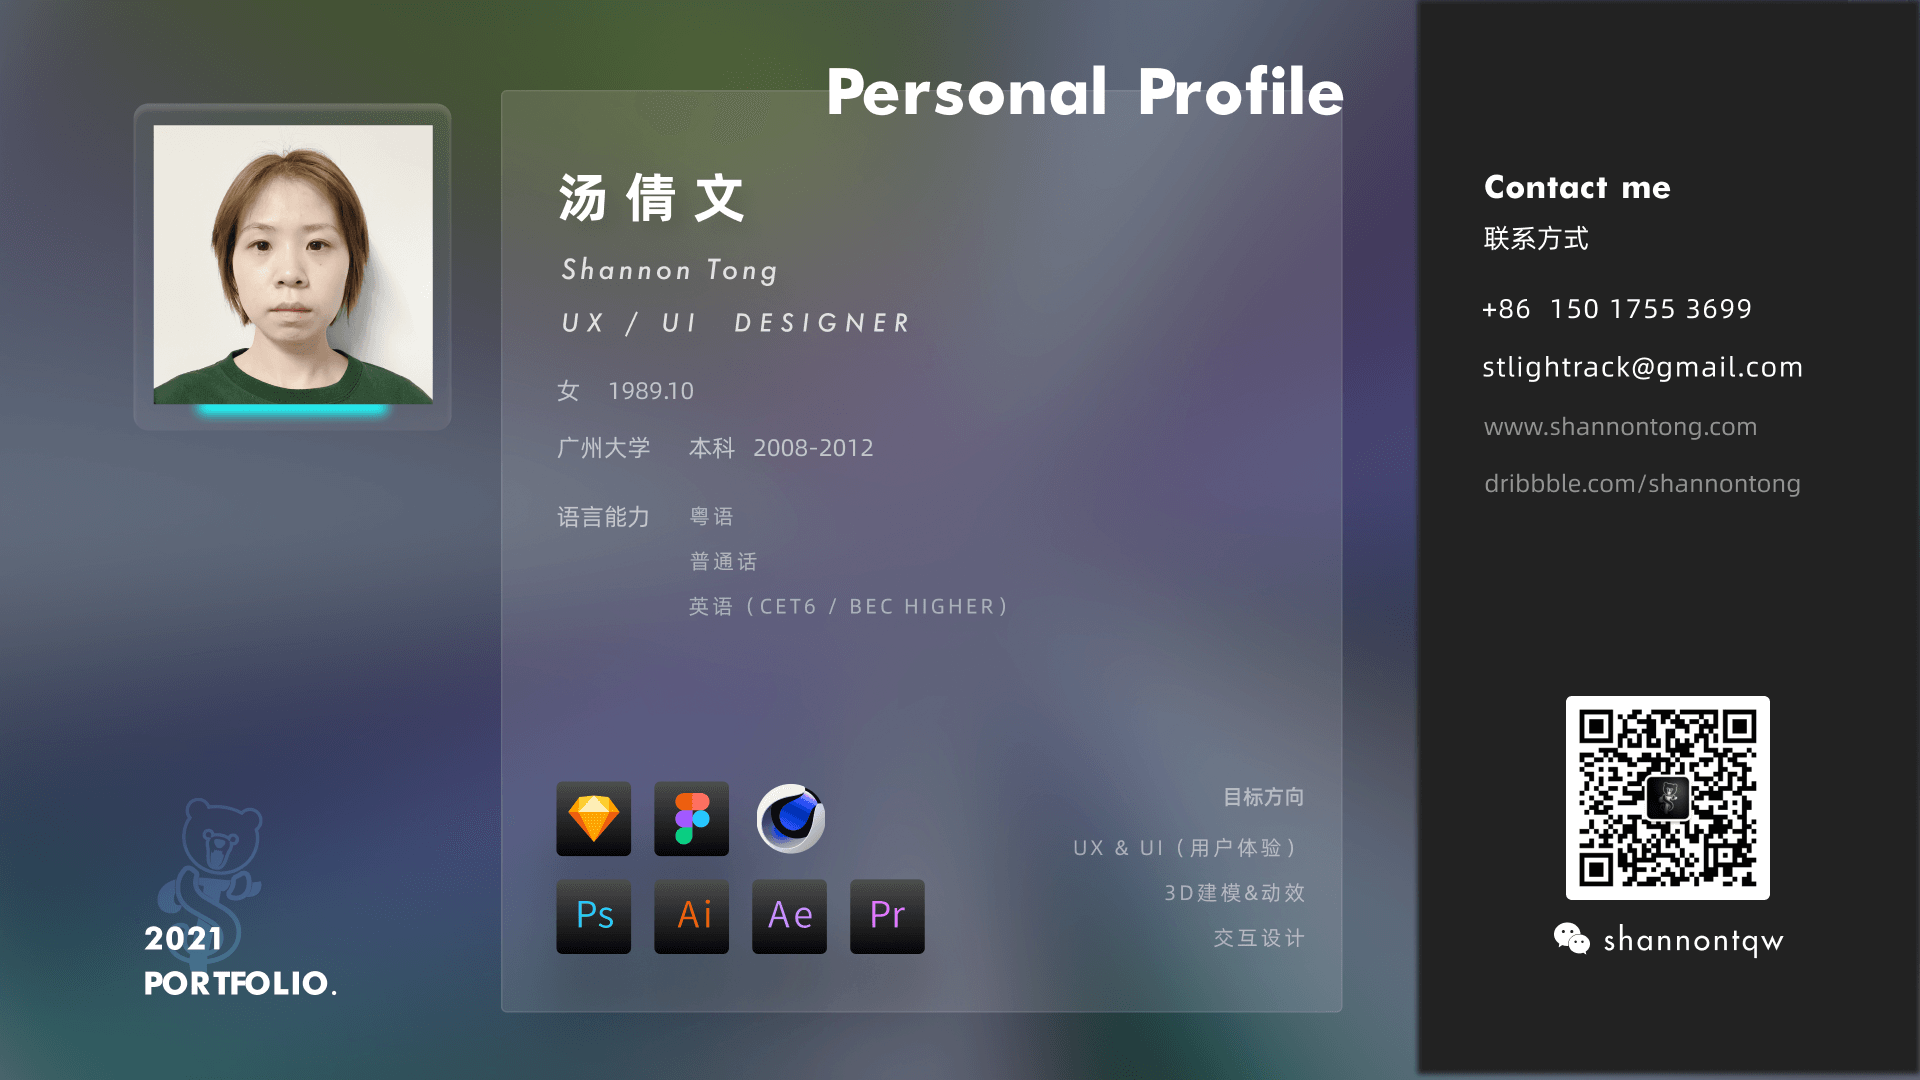 Personal Profile
汤倩文
Shannon Tong
UX / UI DESIGNER
女 1989.10
广州大学 本科 2008-2012
语言能力 粤语
普通话
英语（CET6 / BEC HIGHER）
Ps Ai Ae Pr
目标方向
UX & UI（用户体验）
3D建模&动效
交互设计
2021
PORTFOLIO.
Contact me
联系方式
+86 150 1755 3699
stlightrack@gmail.com
www.shannontong.com
dribbble.com/shannontong
shannontqw